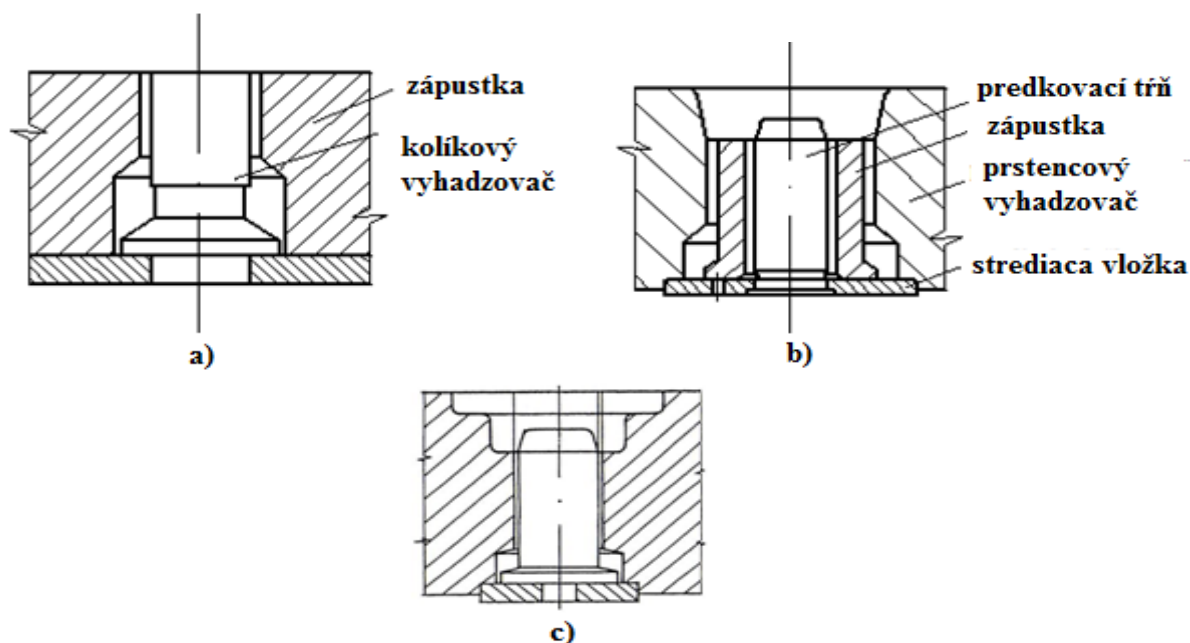 zápustka
kolíkový
vyhadzovač
a)
predkovací tŕň
zápustka
prstencový
vyhadzovač
strediaca vložka
b)
c)